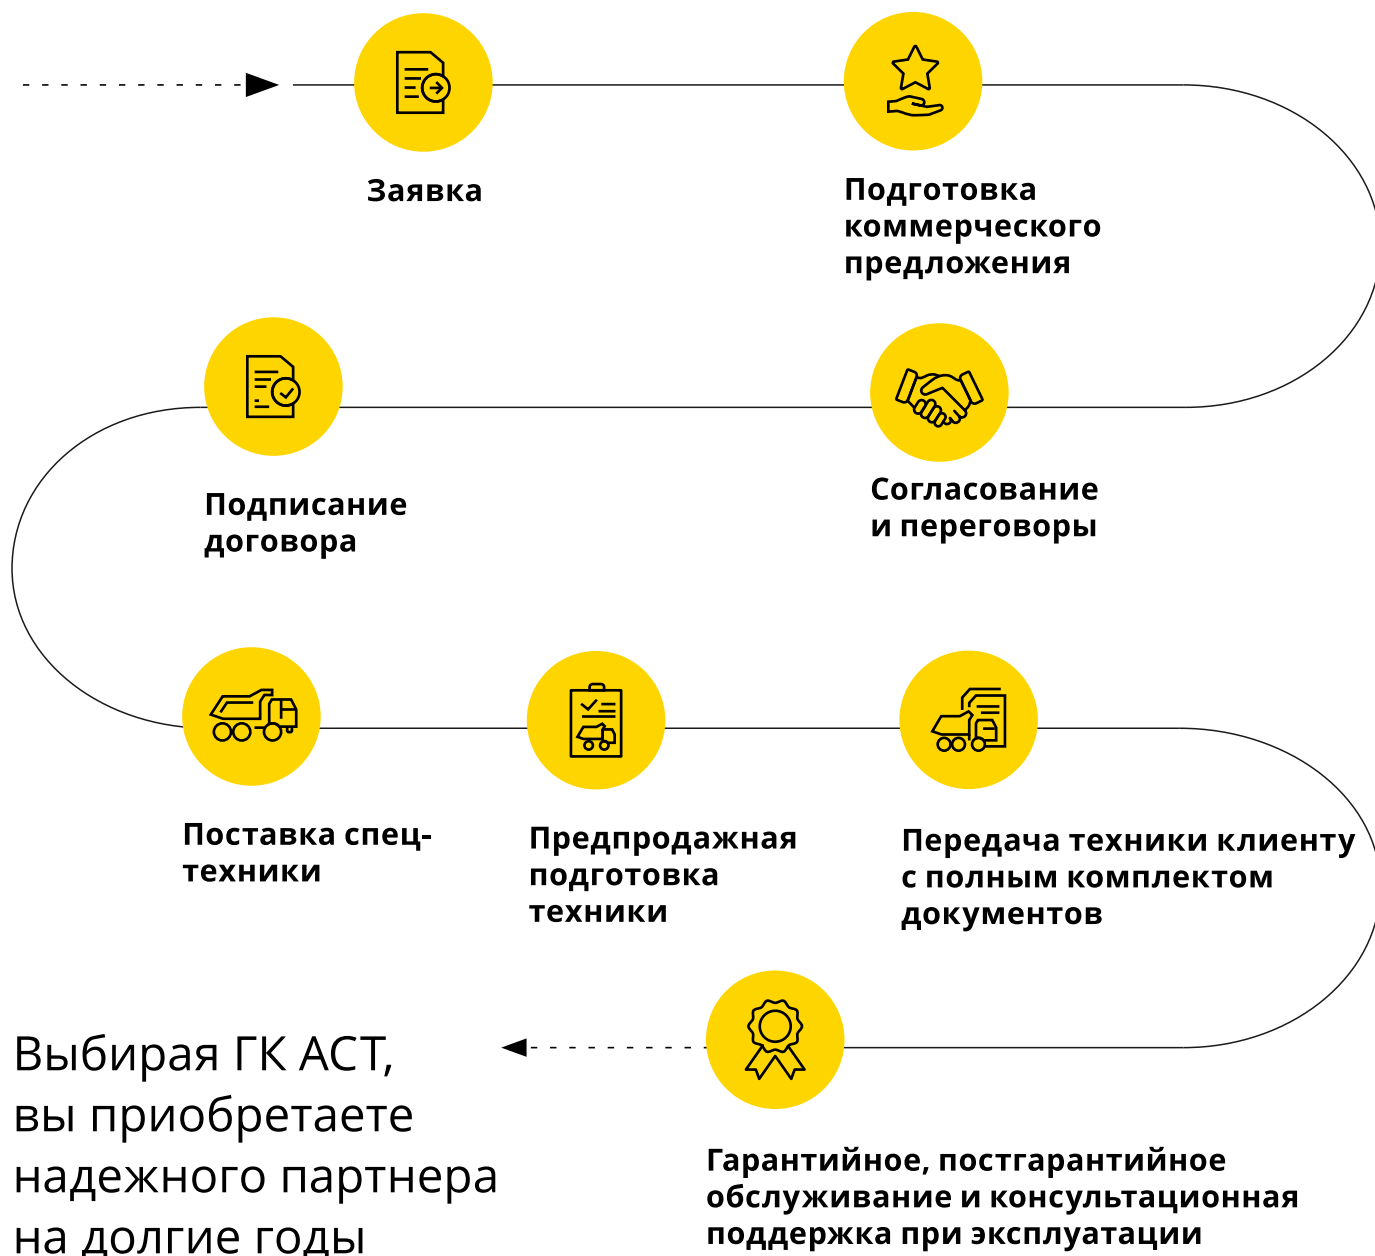 Заявка
Подготовка
коммерческого
предложения
Подписание
договора
Согласование
и переговоры
Поставка спец-
техники
Предпродажная
подготовка
техники
Передача техники клиенту
с полным комплектом
документов
Выбирая ГК АСТ,
вы приобретаете
надежного партнера
на долгие годы
Гарантийное, постгарантийное
обслуживание и консультационная
поддержка при эксплуатации